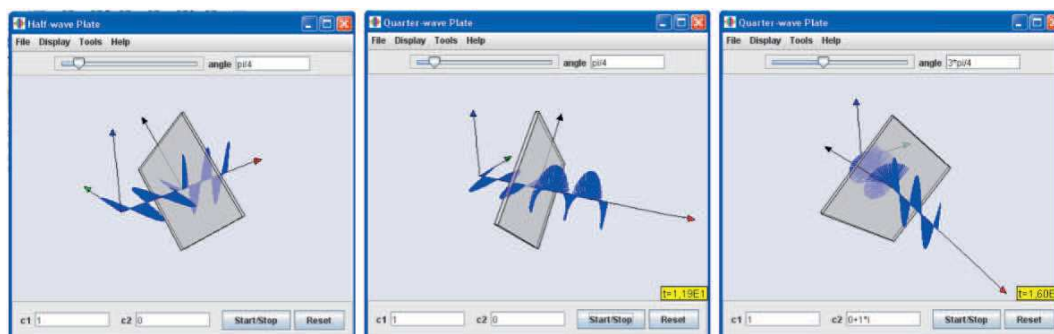 Half-wave Plate
File Display Tools Help
angle pi/4
c1 1 c2 0 Start/Stop Reset
Quarter-wave Plate
File Display Tools Help
angle pi/4
t=1,19E1
c1 1 c2 0 Start/Stop Reset
Quarter-wave Plate
File Display Tools Help
angle 3*pi/4
t=1,60E
c1 1 c2 0+1*i Start/Stop Reset